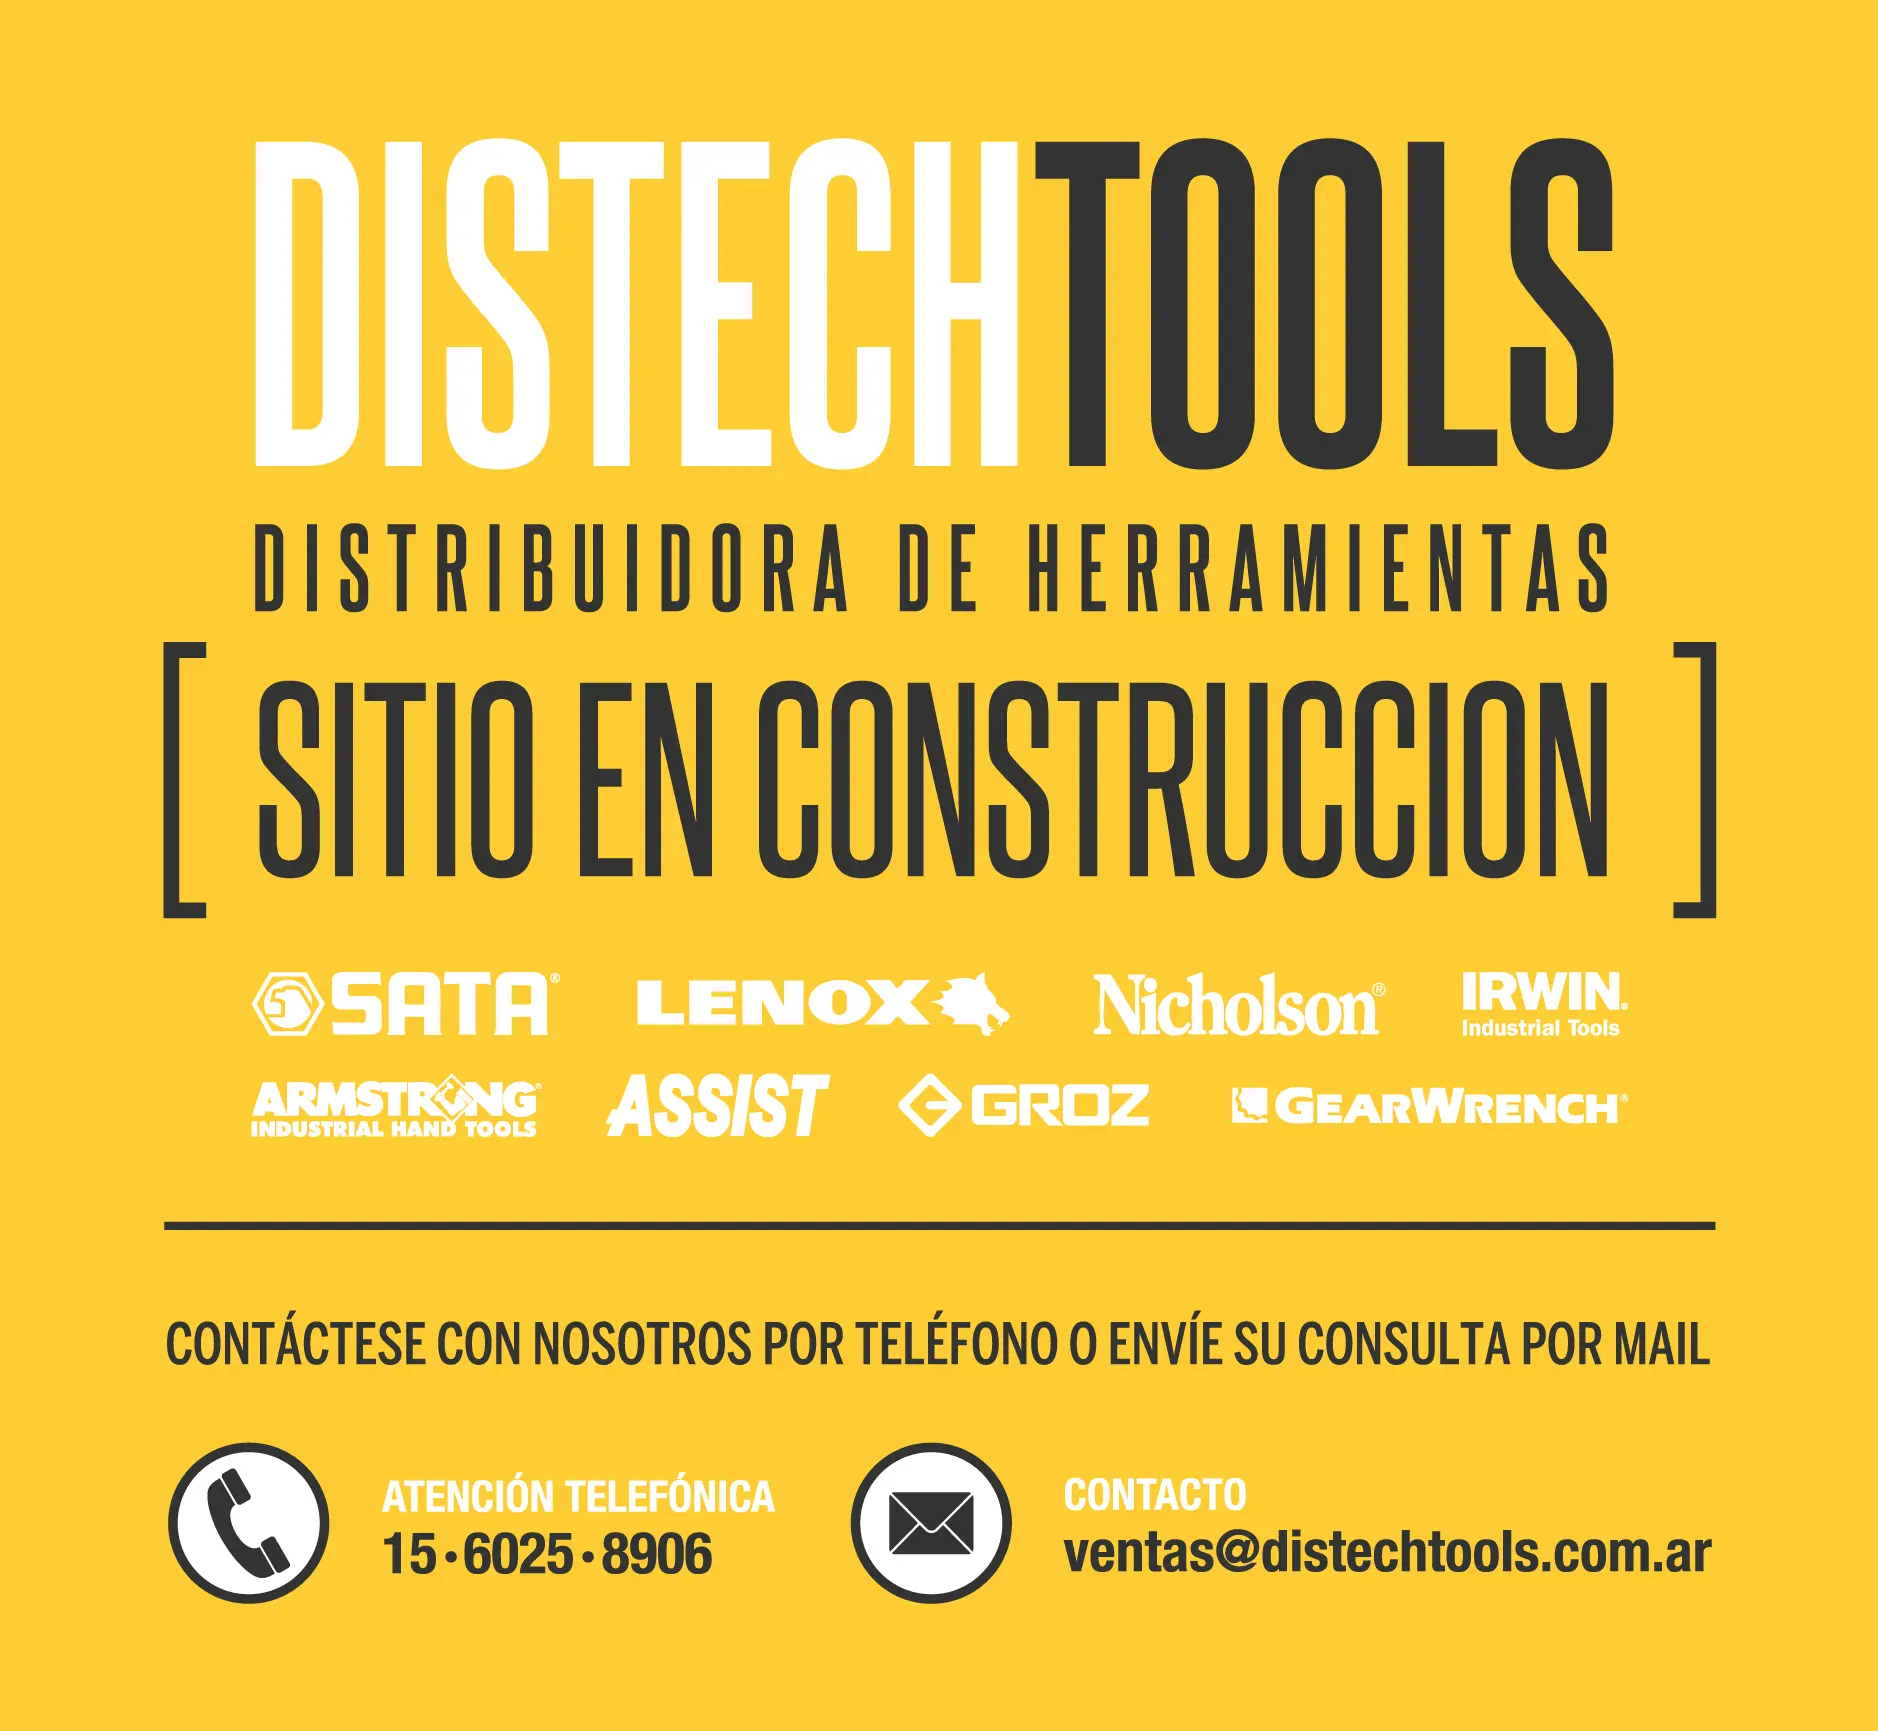 DISTECHTOOLS
DISTRIBUIDORA DE HERRAMIENTAS
[ SITIO EN CONSTRUCCION ]
SATA® LENOX Nicholson® IRWIN®
Industrial Tools
ARMSTRONG® ASSIST GROZ GEARWRENCH®
INDUSTRIAL HAND TOOLS
CONTÁCTESE CON NOSOTROS POR TELÉFONO O ENVÍE SU CONSULTA POR MAIL
ATENCIÓN TELEFÓNICA
15·6025·8906
CONTACTO
ventas@distechtools.com.ar